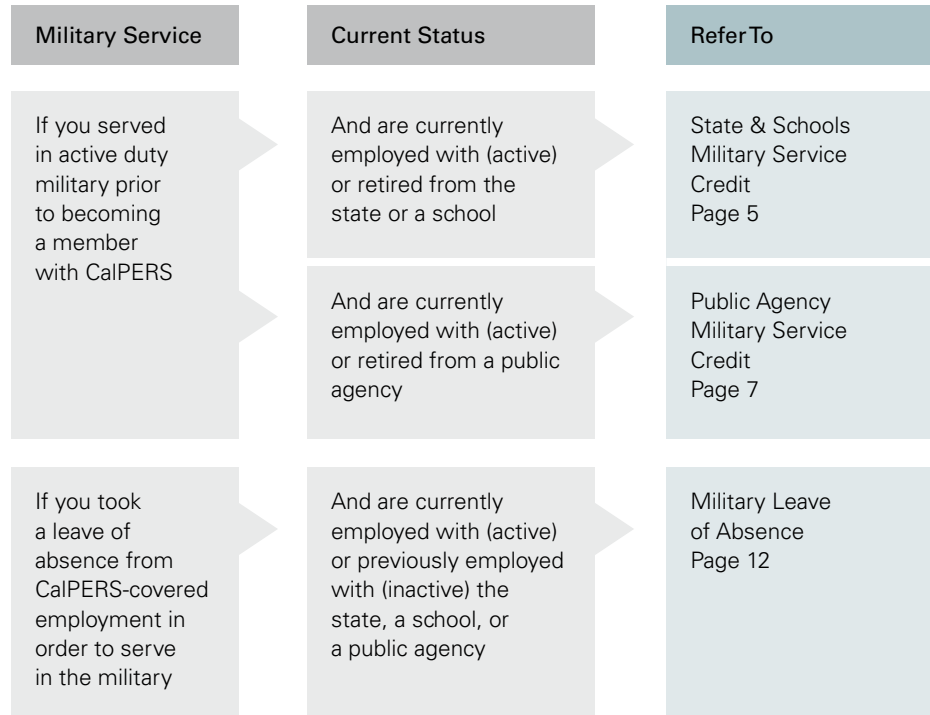 Military Service
Current Status
Refer To
If you served
in active duty
military prior
to becoming
a member
with CalPERS
And are currently
employed with (active)
or retired from the
state or a school
State & Schools
Military Service
Credit
Page 5
And are currently
employed with (active)
or retired from a public
agency
Public Agency
Military Service
Credit
Page 7
If you took
a leave of
absence from
CalPERS-covered
employment in
order to serve
in the military
And are currently
employed with (active)
or previously employed
with (inactive) the
state, a school, or
a public agency
Military Leave
of Absence
Page 12